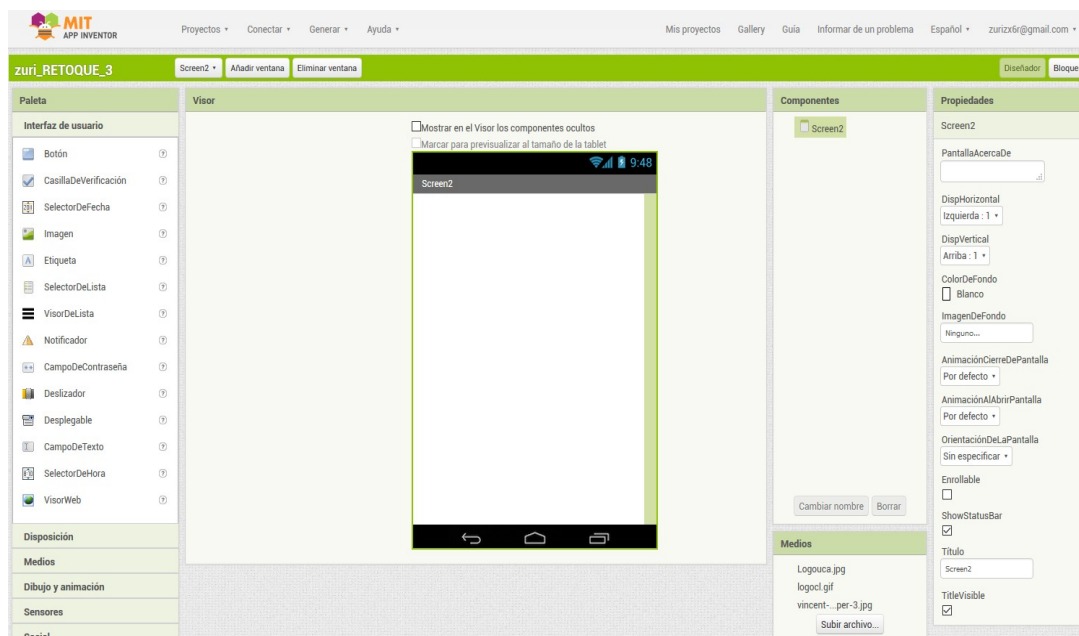 MIT
APP INVENTOR
Proyectos Conectar Generar Ayuda Mis proyectos Gallery Guía Informar de un problema Español zurizx6r@gmail.com
zuri_RETOQUE_3 Screen2 Añadir ventana Eliminar ventana Diseñador Bloque
Paleta
Interfaz de usuario
Botón
CasillaDeVerificación
SelectorDeFecha
Imagen
Etiqueta
SelectorDeLista
VisorDeLista
Notificador
CampoDeContraseña
Deslizador
Desplegable
CampoDeTexto
SelectorDeHora
VisorWeb
Disposición
Medios
Dibujo y animación
Sensores
Social
Visor
Mostrar en el Visor los componentes ocultos
Marcar para previsualizar al tamaño de la tablet
9:48
Screen2
Componentes
Screen2
Cambiar nombre Borrar
Medios
Logouca.jpg
logocl.gif
vincent-...per-3.jpg
Subir archivo...
Propiedades
Screen2
PantallaAcercaDe
DispHorizontal
Izquierda : 1
DispVertical
Arriba : 1
ColorDeFondo
Blanco
ImagenDeFondo
Ninguno...
AnimaciónCierreDePantalla
Por defecto
AnimaciónAlAbrirPantalla
Por defecto
OrientaciónDeLaPantalla
Sin especificar
Enrollable
ShowStatusBar
Título
Screen2
TitleVisible